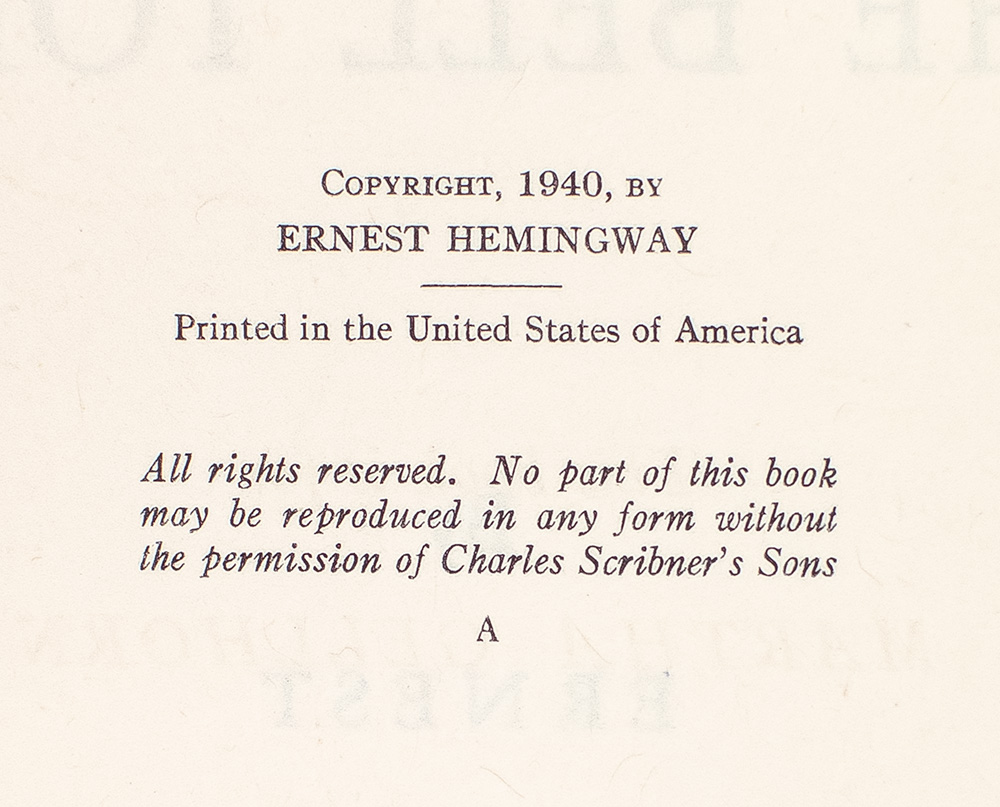 COPYRIGHT, 1940, BY
ERNEST HEMINGWAY
Printed in the United States of America
All rights reserved. No part of this book
may be reproduced in any form without
the permission of Charles Scribner's Sons
A
ERNEST